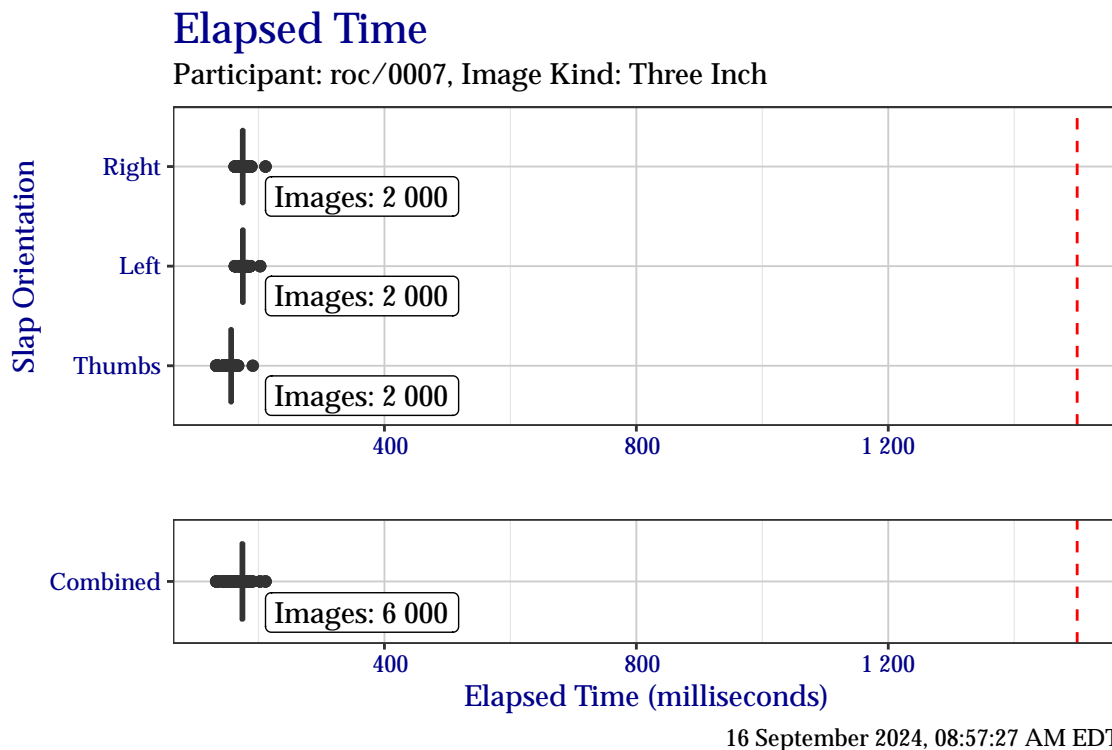 Elapsed Time
Participant: roc/0007, Image Kind: Three Inch
Slap Orientation
Right
Images: 2 000
Left
Images: 2 000
Thumbs
Images: 2 000
400 800 1 200
Combined
Images: 6 000
400 800 1 200
Elapsed Time (milliseconds)
16 September 2024, 08:57:27 AM EDT